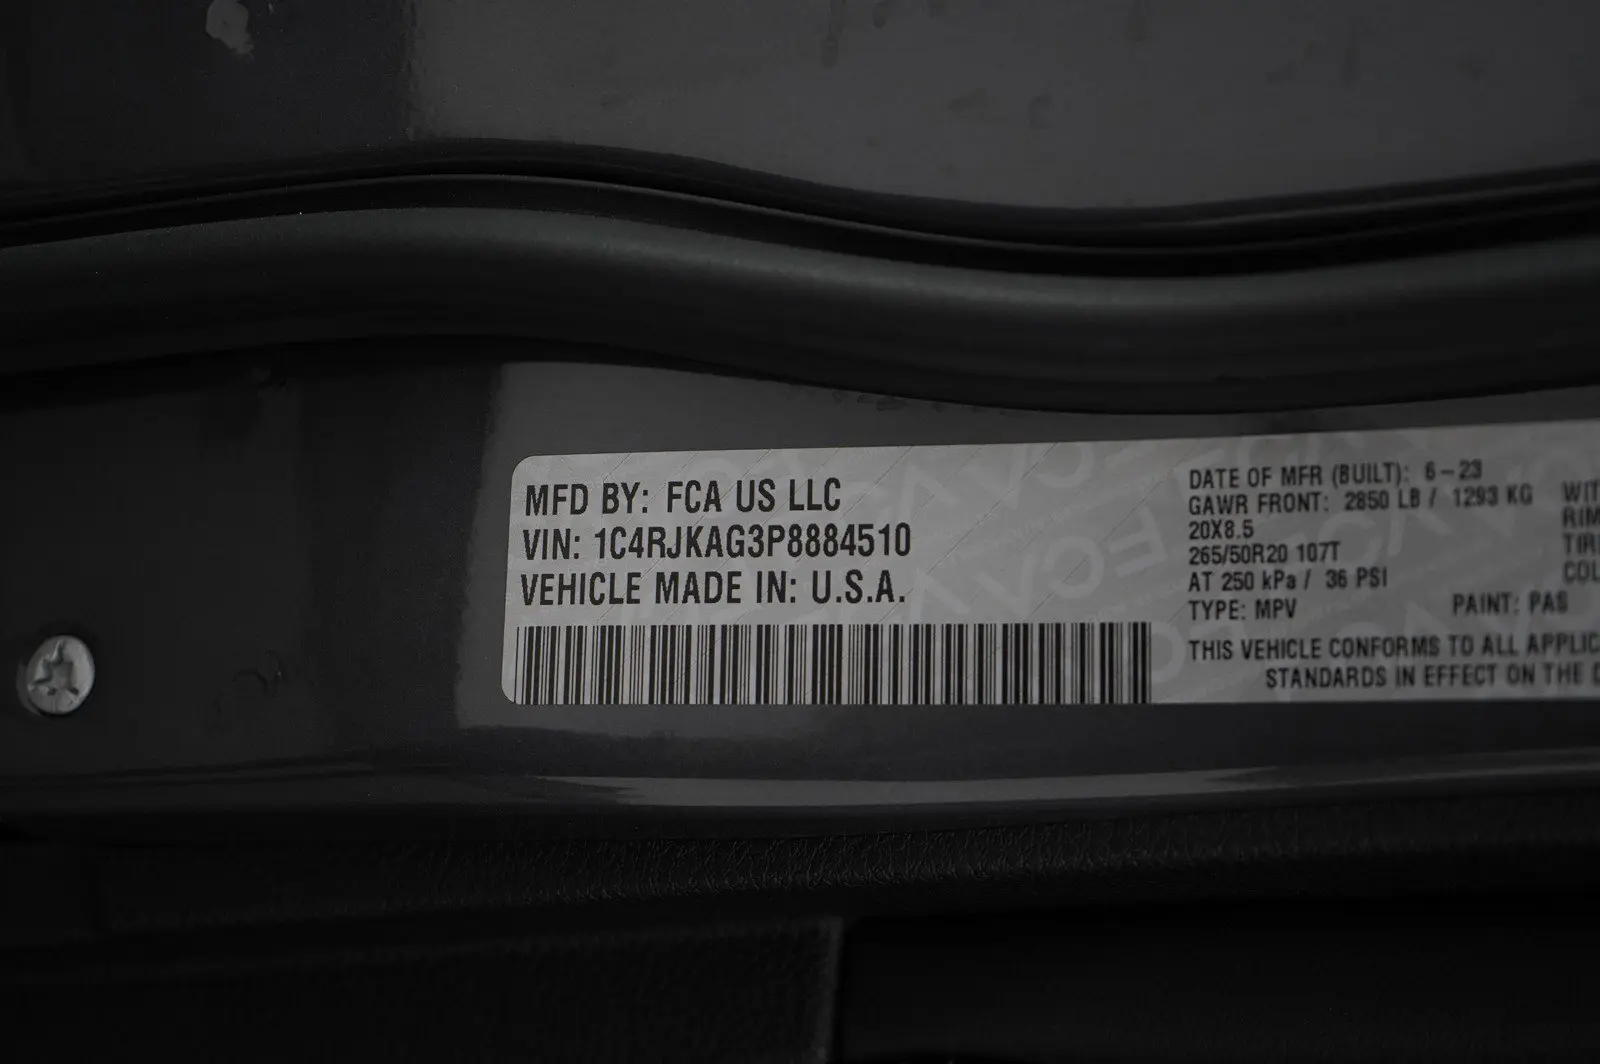 MFD BY: FCA US LLC
VIN: 1C4RJKAG3P8884510
VEHICLE MADE IN: U.S.A.
DATE OF MFR (BUILT): 6-23
GAWR FRONT: 2850 LB / 1293 KG
20X8.5
265/50R20 107T
AT 250 kPa / 36 PSI
TYPE: MPV PAINT: PAS
THIS VEHICLE CONFORMS TO ALL
STANDARDS IN EFFECT ON THE